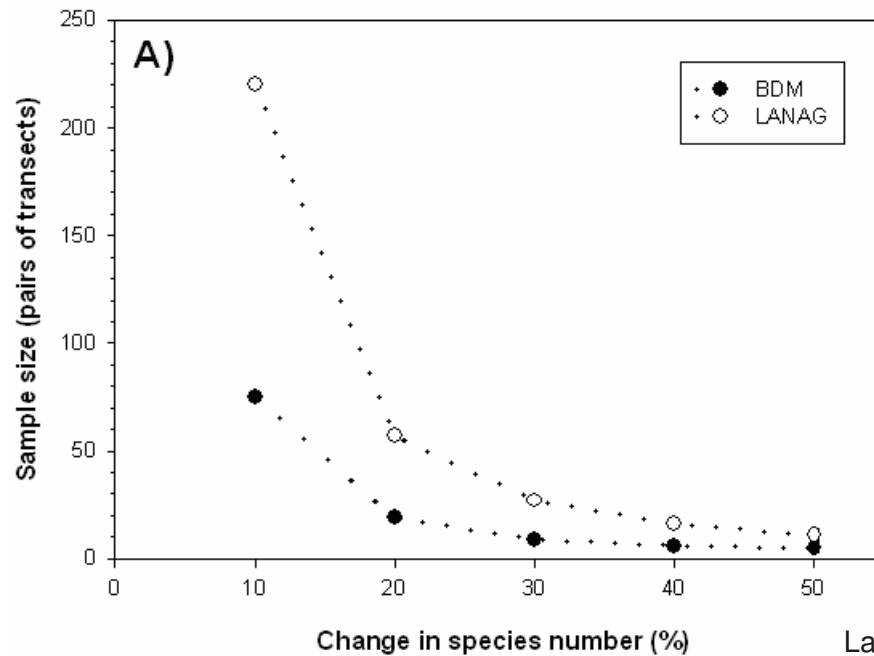 A)
BDM
LANAG
Sample size (pairs of transects)
250
200
150
100
50
0
0 10 20 30 40 50
Change in species number (%)
La